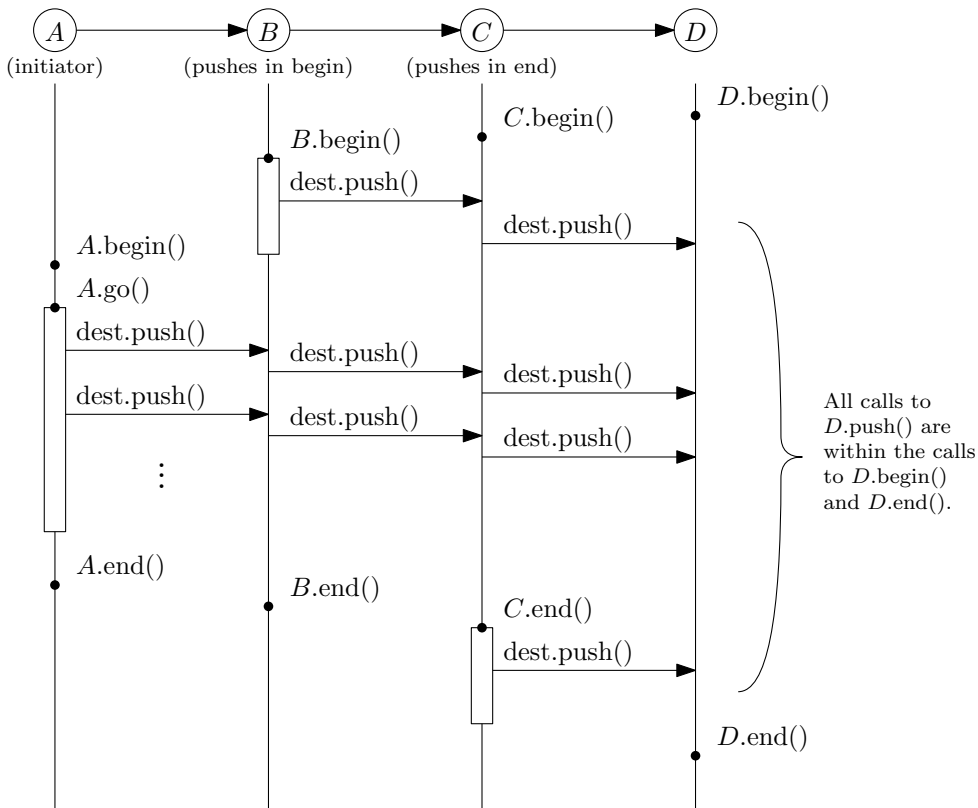 A B C D
(initiator) (pushes in begin) (pushes in end)
D.begin()
C.begin()
B.begin()
dest.push()
dest.push()
A.begin()
A.go()
dest.push()
dest.push()
dest.push()
dest.push()
dest.push()
dest.push()
⋮
All calls to
D.push() are
within the calls
to D.begin()
and D.end().
A.end()
B.end()
C.end()
dest.push()
D.end()